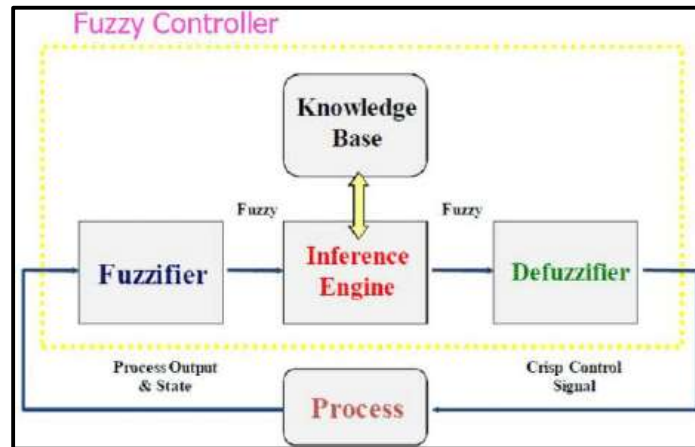 Fuzzy Controller
Knowledge
Base
Fuzzy
Fuzzy
Fuzzifier
Inference
Engine
Defuzzifier
Process Output
& State
Crisp Control
Signal
Process